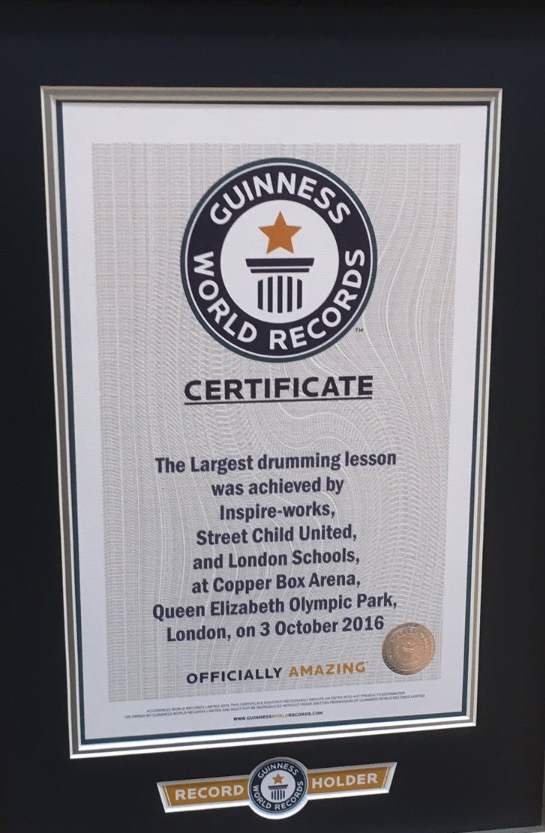 GUINNESS
WORLD RECORDS
TM
CERTIFICATE
The Largest drumming lesson
was achieved by
Inspire-works,
Street Child United,
and London Schools,
at Copper Box Arena,
Queen Elizabeth Olympic Park,
London, on 3 October 2016
OFFICIALLY AMAZING
WWW.GUINNESSWORLDRECORDS.COM
RECORD
GUINNESS
WORLD RECORDS
HOLDER